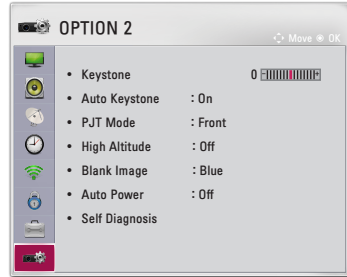 OPTION 2
Move OK
• Keystone 0 - +
• Auto Keystone : On
• PJT Mode : Front
• High Altitude : Off
• Blank Image : Blue
• Auto Power : Off
• Self Diagnosis